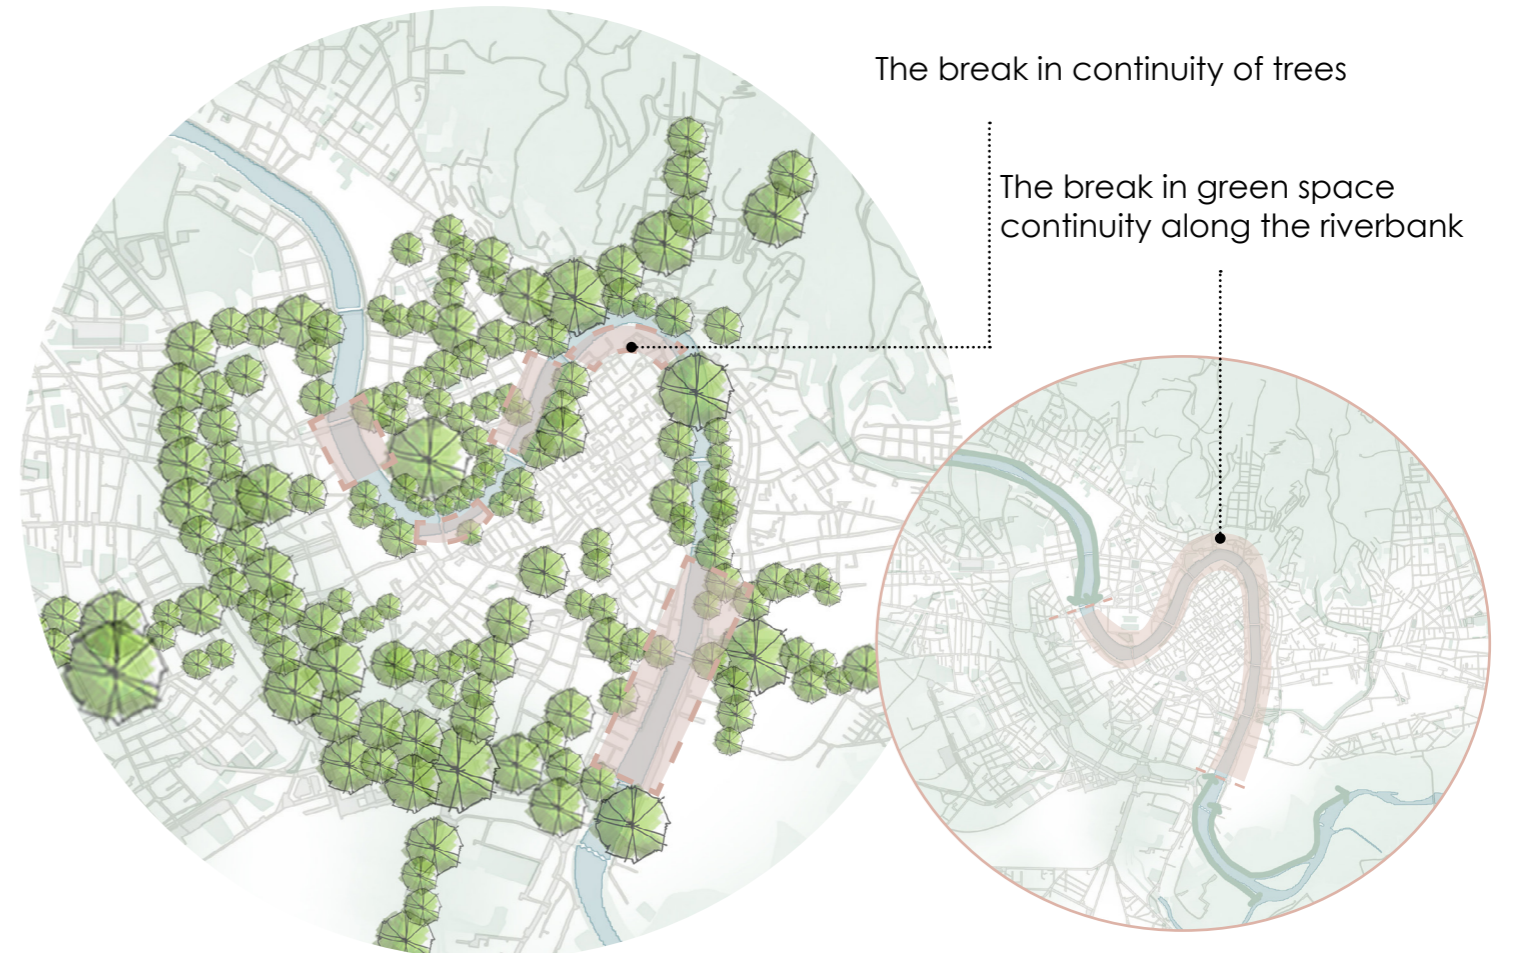 The break in continuity of trees
The break in green space
continuity along the riverbank